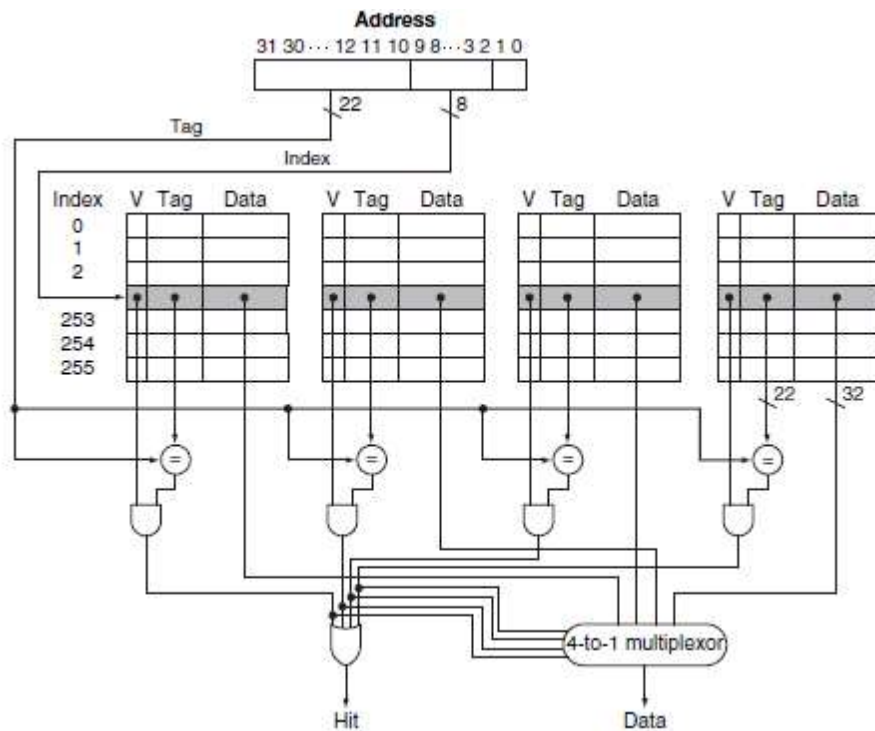 Address
31 30 ··· 12 11 10 9 8 ··· 3 2 1 0
22
8
Tag
Index
Index V Tag Data V Tag Data V Tag Data V Tag Data
0
1
2
253
254
255
22 32
= = = =
4-to-1 multiplexor
Hit Data